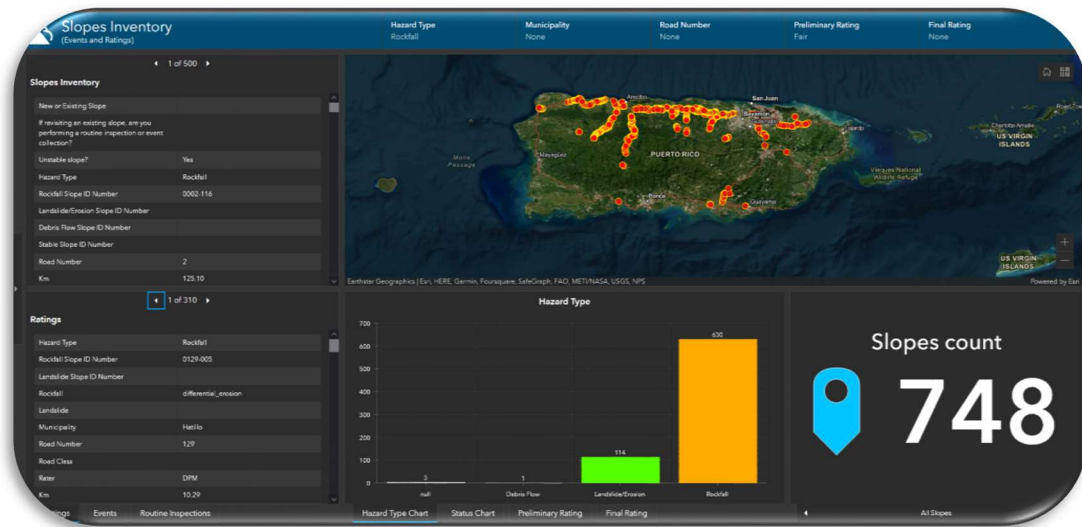 Slopes Inventory
(Events and Ratings)
Hazard Type
Rockfall
Municipality
None
Road Number
None
Preliminary Rating
Fair
Final Rating
None
1 of 500
Slopes Inventory
New or Existing Slope
If revisiting an existing slope, are you
performing a routine inspection or event
collection?
Unstable slope? Yes
Hazard Type Rockfall
Rockfall Slope ID Number 0002-116
Landslide/Erosion Slope ID Number
Debris Flow Slope ID Number
Stable Slope ID Number
Road Number 2
Km 125.10
1 of 310
Ratings
Hazard Type Rockfall
Rockfall Slope ID Number 0129-005
Landslide Slope ID Number
Rockfall differential_erosion
Landslide
Municipality Hatillo
Road Number 129
Road Class
Rater DPM
Km 10.29
Events Routine Inspections
Arecibo
San Juan
Bayamón
Fajardo
Mayagüez
PUERTO RICO
Mona
Passage
Ponce
Guayama
Vieques National
Wildlife Refuge
Charlotte Amalie
US VIRGIN
ISLANDS
US VIRGIN
ISLANDS
Earthstar Geographics | Esri, HERE, Garmin, Foursquare, SafeGraph, FAO, METI/NASA, USGS, NPS
Powered by Esri
Hazard Type
700
600
500
400
300
200
100
0
3
1
114
630
null
Debris Flow
Landslide/Erosion
Rockfall
Hazard Type Chart Status Chart Preliminary Rating Final Rating
Slopes count
748
All Slopes